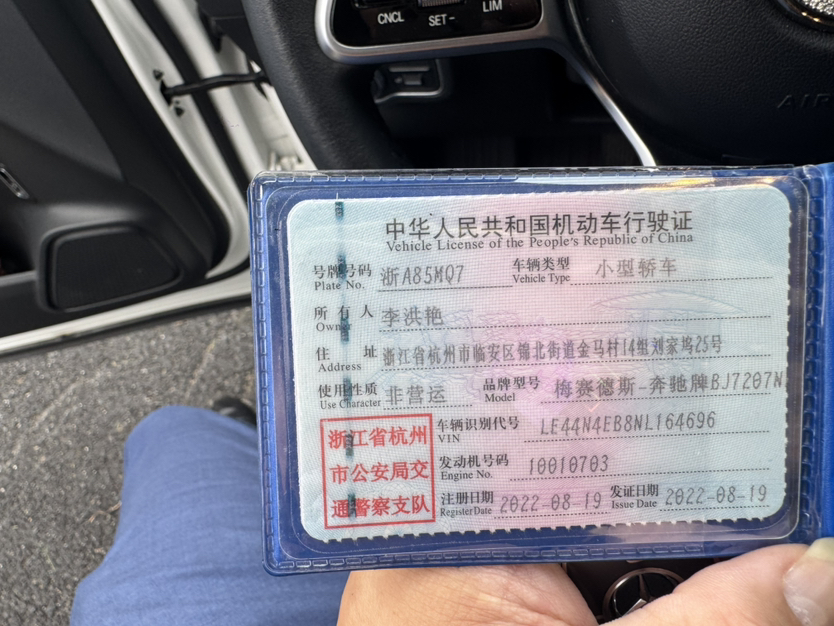 CNCL SET- LIM
AIR
中华人民共和国机动车行驶证
Vehicle License of the People's Republic of China
号牌号码 浙A85MQ7 车辆类型 小型轿车
Plate No. Vehicle Type
所有人 李洪艳
Owner
住址 浙江省杭州市临安区锦北街道金马村14组刘家坞25号
Address
使用性质 非营运 品牌型号 梅赛德斯-奔驰牌BJ7207N
Use Character Model
浙江省杭州
市公安局交
通警察支队
车辆识别代号 LE44N4EB8NL164696
VIN
发动机号码 10010703
Engine No.
注册日期 2022-08-19 发证日期 2022-08-19
Register Date Issue Date